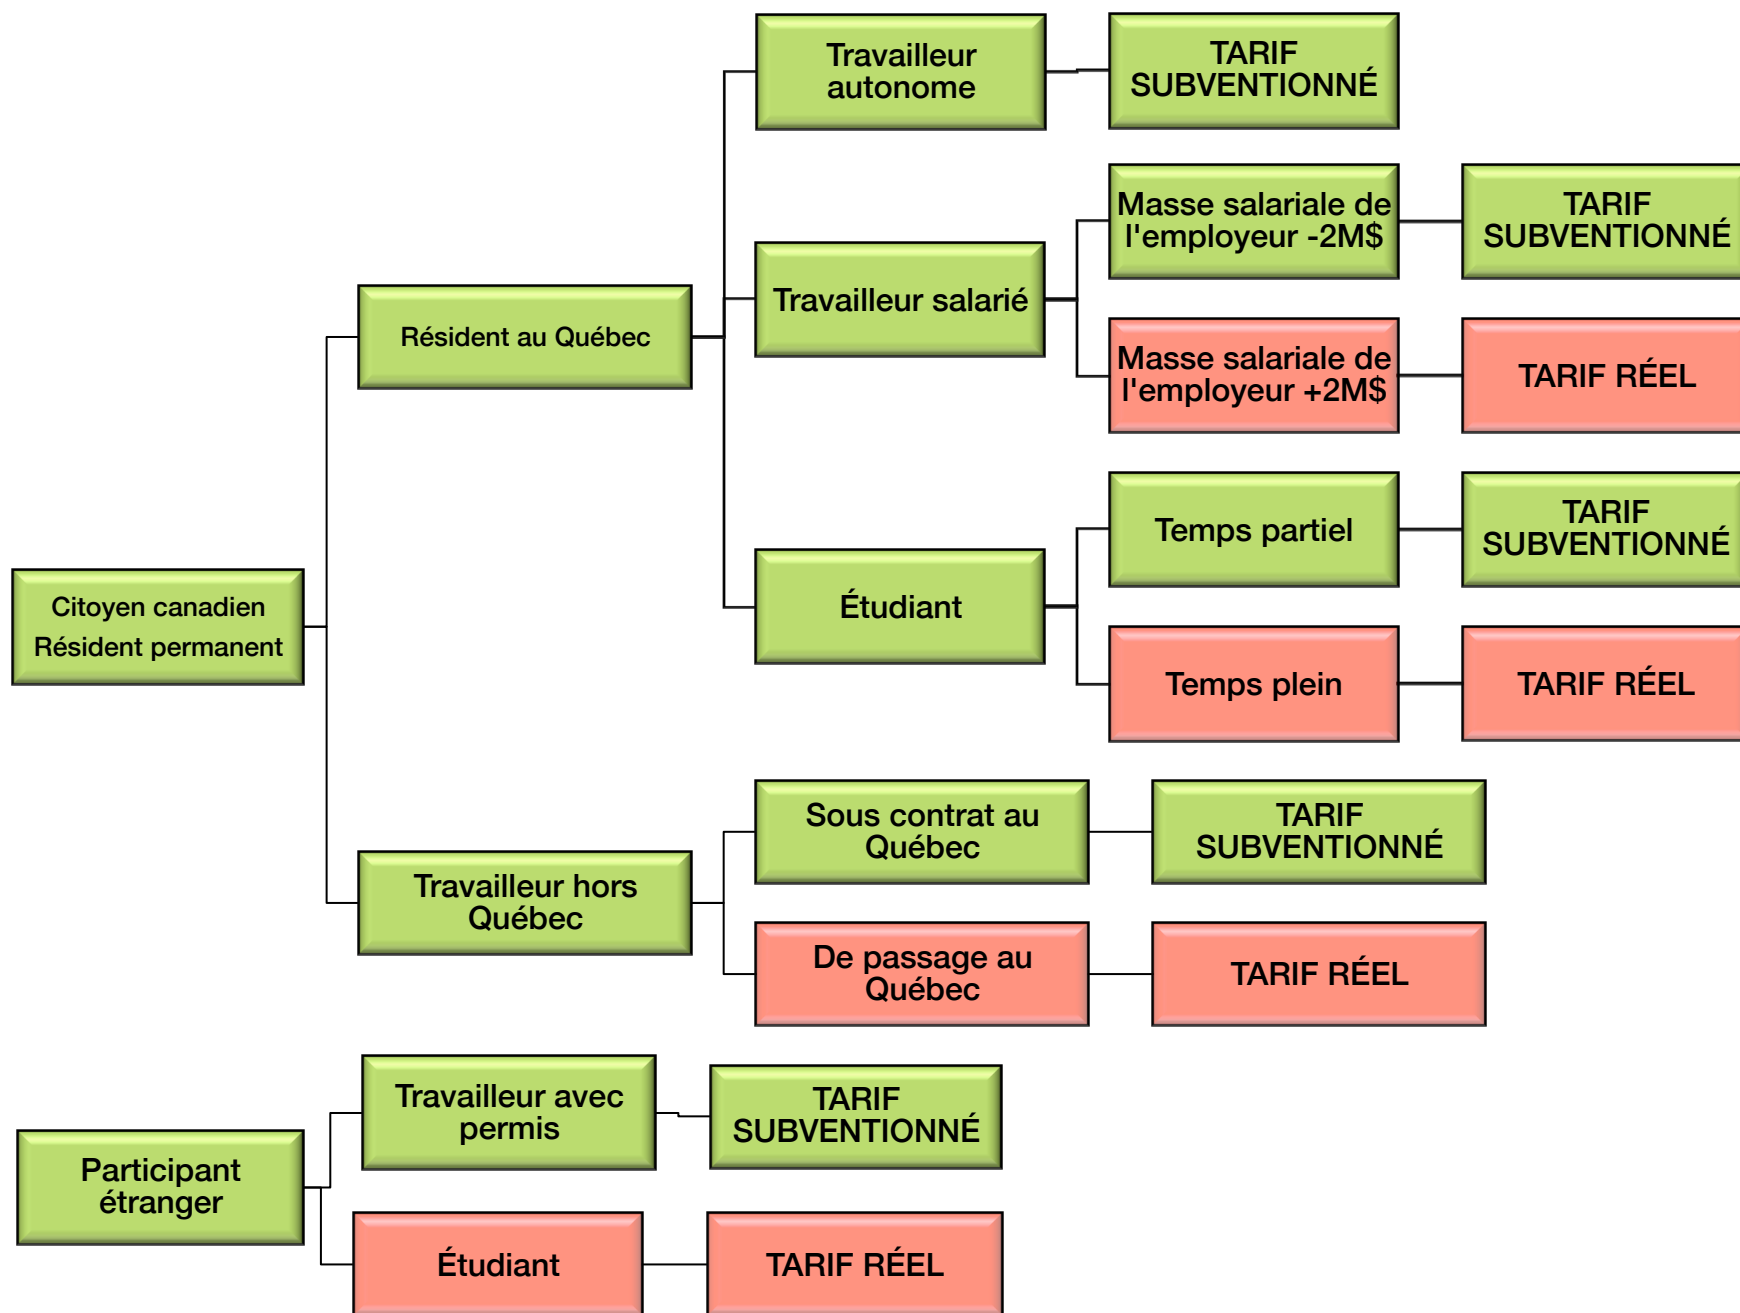 Travailleur
autonome
TARIF
SUBVENTIONNÉ
Masse salariale de
l'employeur -2M$
TARIF
SUBVENTIONNÉ
Travailleur salarié
Résident au Québec
Masse salariale de
l'employeur +2M$
TARIF RÉEL
Temps partiel
TARIF
SUBVENTIONNÉ
Étudiant
Citoyen canadien
Résident permanent
Temps plein
TARIF RÉEL
Sous contrat au
Québec
TARIF
SUBVENTIONNÉ
Travailleur hors
Québec
De passage au
Québec
TARIF RÉEL
Travailleur avec
permis
TARIF
SUBVENTIONNÉ
Participant
étranger
Étudiant
TARIF RÉEL